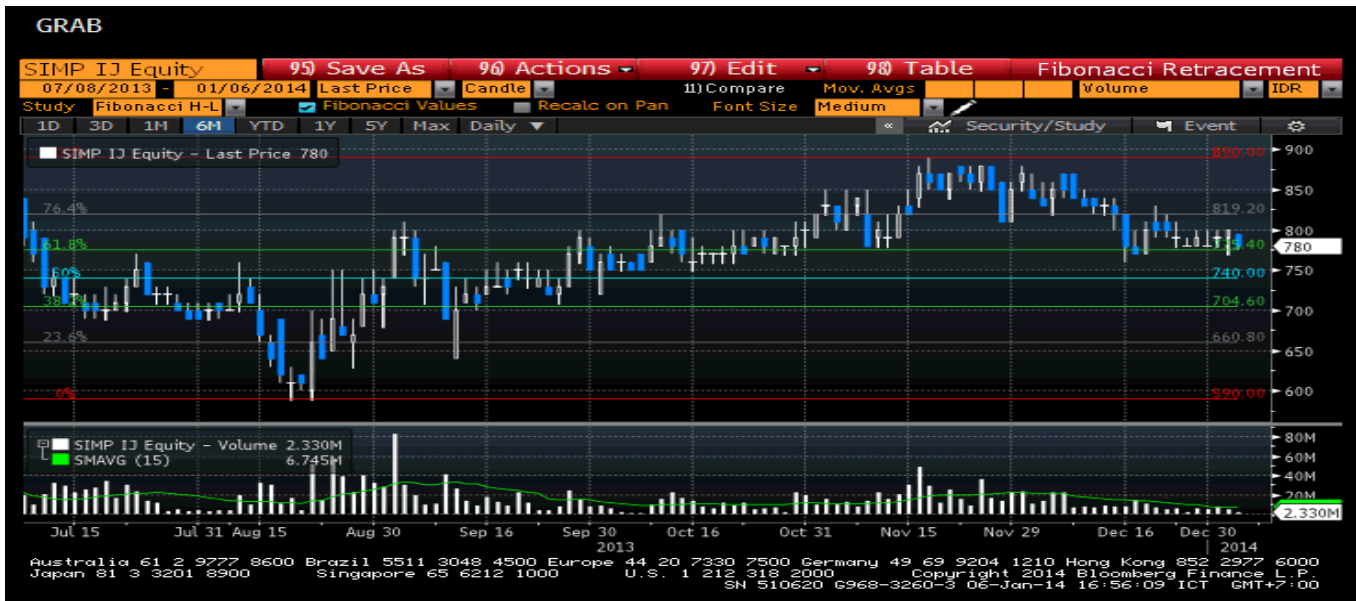 GRAB
SIMP IJ Equity 95) Save As 96) Actions 97) Edit 98) Table Fibonacci Retracement
07/08/2013 - 01/06/2014 Last Price Candle 11) Compare Mov. Avgs Volume IDR
Study Fibonacci H-L Fibonacci Values Recalc on Pan Font Size Medium
1D 3D 1M 6M YTD 1Y 5Y Max Daily ▼ « Security/Study Event
SIMP IJ Equity - Last Price 780
890.00
900
850
76.4% 819.20
800
61.8% 775.40
780
50% 740.00
750
38.2% 704.60
700
23.6% 660.80
650
0% 590.00
600
SIMP IJ Equity - Volume 2.330M
SMAVG (15) 6.745M
80M
60M
40M
20M
2.330M
Jul 15 Jul 31 Aug 15 Aug 30 Sep 16 Sep 30 Oct 16 Oct 31 Nov 15 Nov 29 Dec 16 Dec 30
2013 2014
Australia 61 2 9777 8600 Brazil 5511 3048 4500 Europe 44 20 7330 7500 Germany 49 69 9204 1210 Hong Kong 852 2977 6000
Japan 81 3 3201 8900 Singapore 65 6212 1000 U.S. 1 212 318 2000 Copyright 2014 Bloomberg Finance L.P.
SN 510620 G968-3260-3 06-Jan-14 16:56:09 ICT GMT+7:00